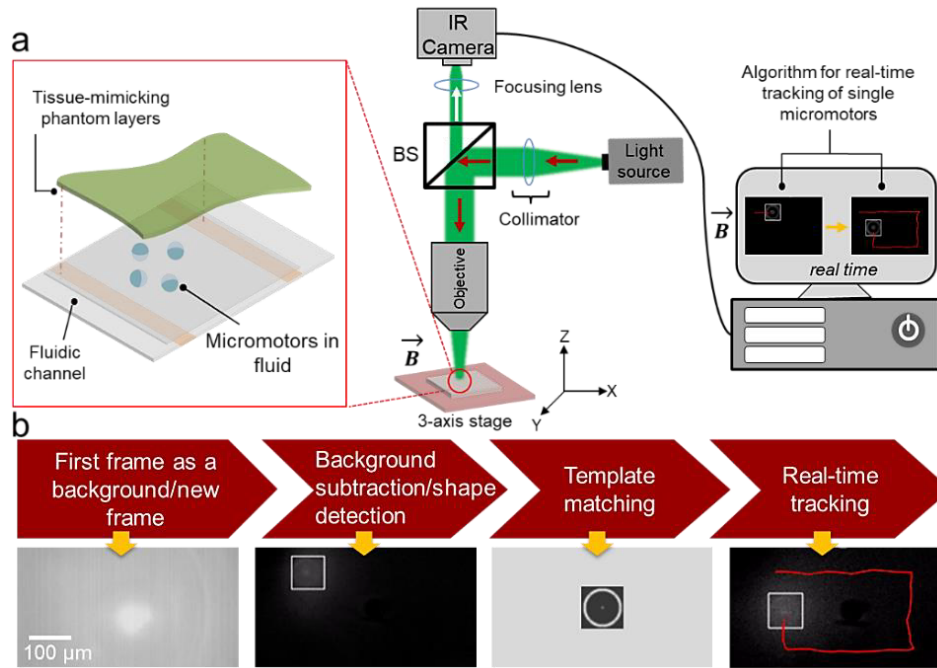 a
IR
Camera
Focusing lens
BS
Light
source
Collimator
Objective
B
Z
X
Y
3-axis stage
Tissue-mimicking
phantom layers
Fluidic
channel
Micromotors in
fluid
Algorithm for real-time
tracking of single
micromotors
B
real time
b
First frame as a
background/new
frame
Background
subtraction/shape
detection
Template
matching
Real-time
tracking
100 µm